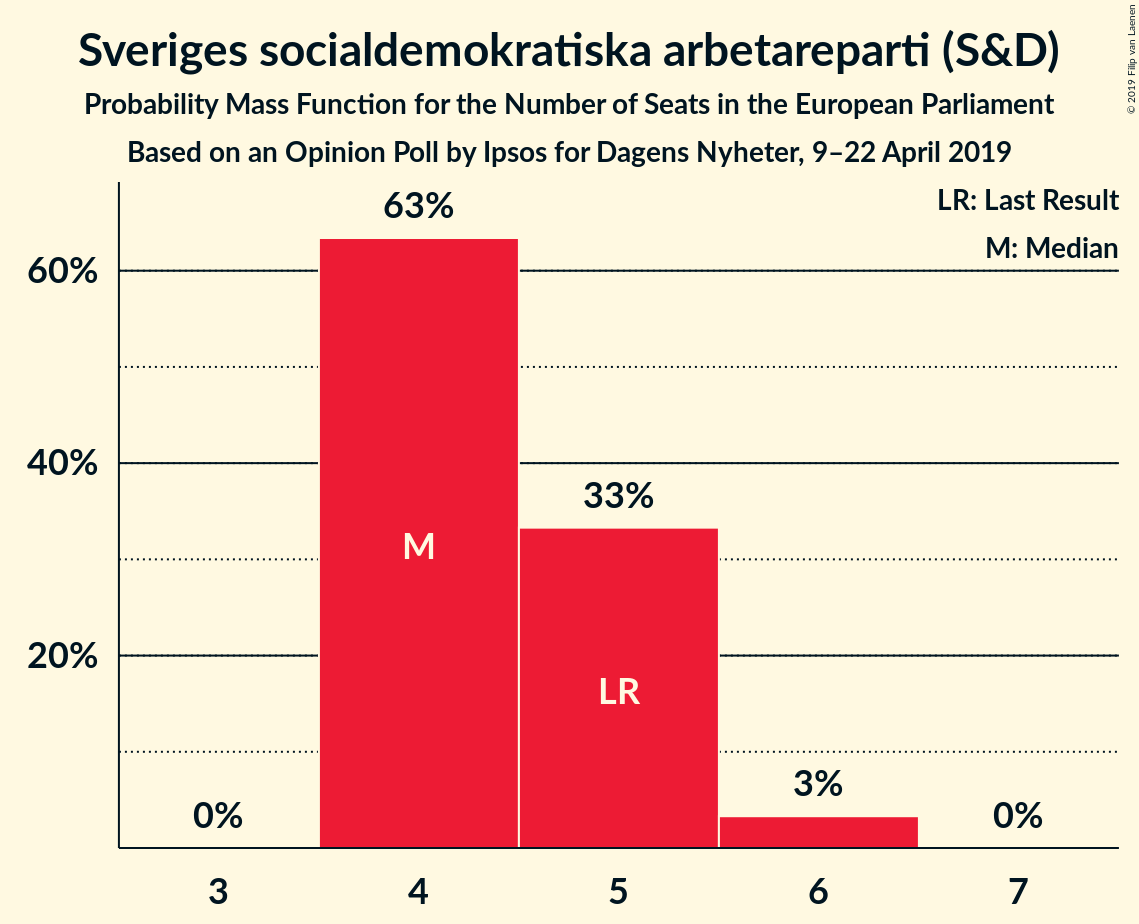 Sveriges socialdemokratiska arbetareparti (S&D)
Probability Mass Function for the Number of Seats in the European Parliament
Based on an Opinion Poll by Ipsos for Dagens Nyheter, 9–22 April 2019
© 2019 Filip van Laenen
LR: Last Result
M: Median
63%
60%
40%
33%
M
20%
LR
3%
0%
0%
3 4 5 6 7